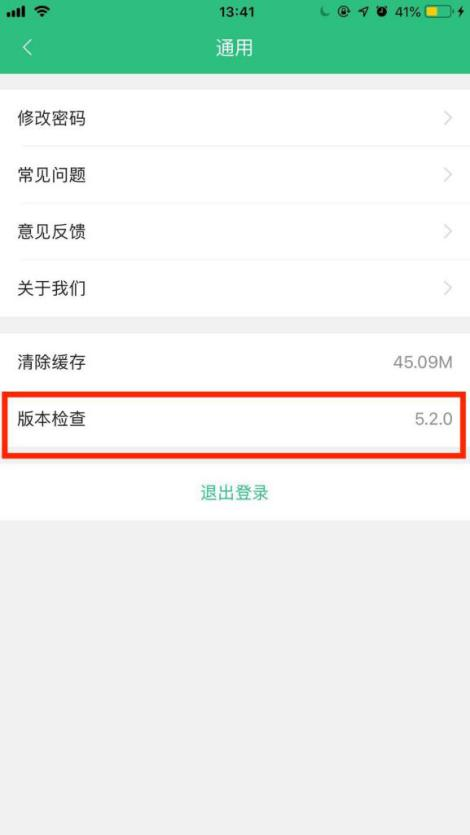 13:41
41%
通用
修改密码
常见问题
意见反馈
关于我们
清除缓存 45.09M
版本检查 5.2.0
退出登录